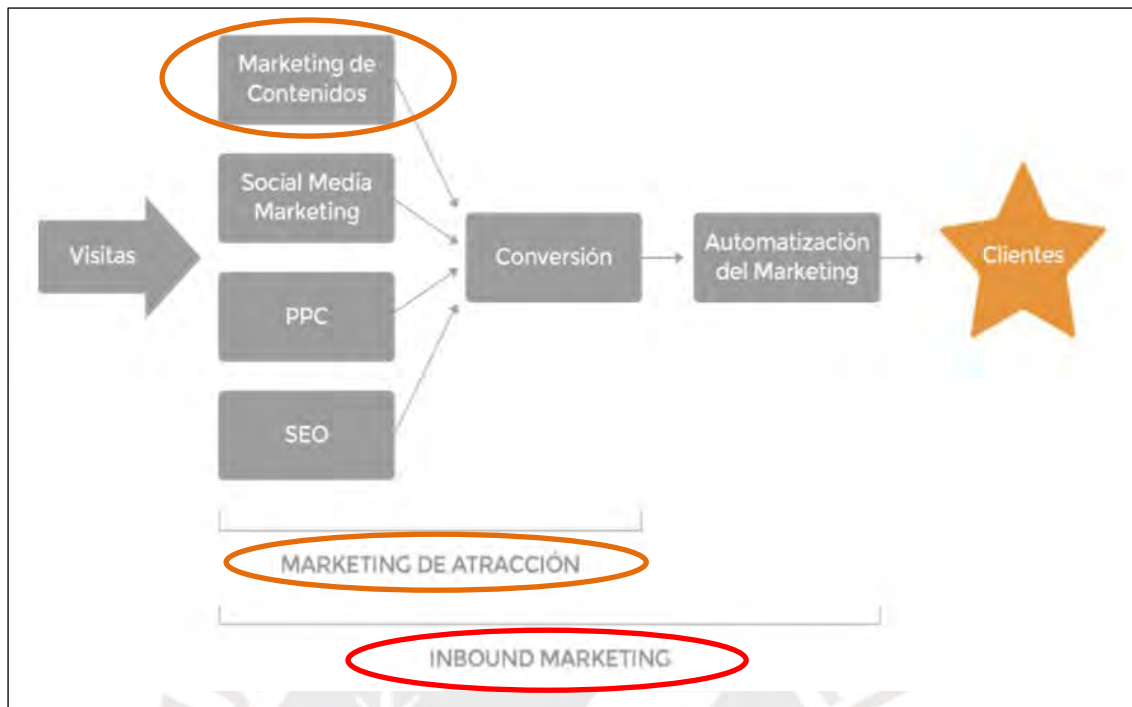 Marketing de
Contenidos
Social Media
Marketing
Visitas
PPC
SEO
Conversión
Automatización
del Marketing
Clientes
MARKETING DE ATRACCIÓN
INBOUND MARKETING